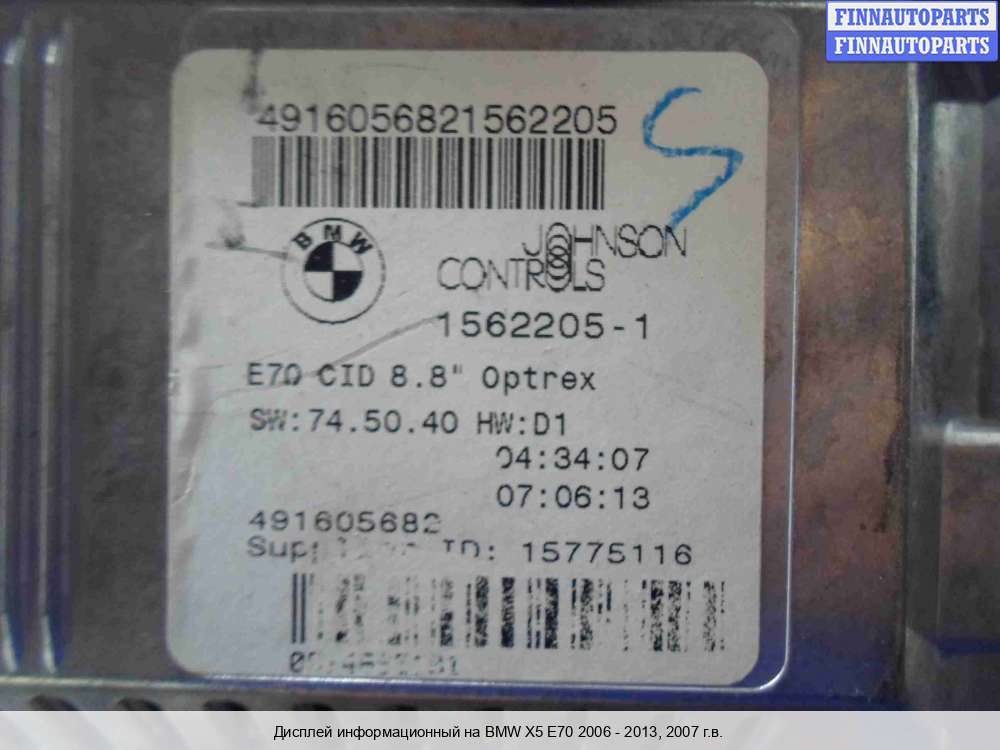 FINNAUTOPARTS
FINNAUTOPARTS
4916056821562205
BMW
JOHNSON
CONTROLS
1562205-1
E70 CID 8.8" Optrex
SW:74.50.40 HW:D1
04:34:07
07:06:13
491605682
ID: 15775116
Дисплей информационный на BMW X5 E70 2006 - 2013, 2007 г.в.